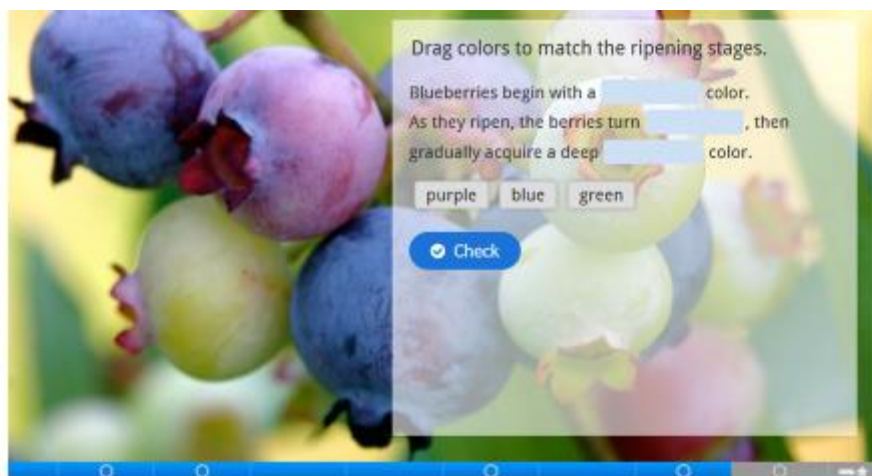 Drag colors to match the ripening stages.
Blueberries begin with a color.
As they ripen, the berries turn , then
gradually acquire a deep color.
purple blue green
Check